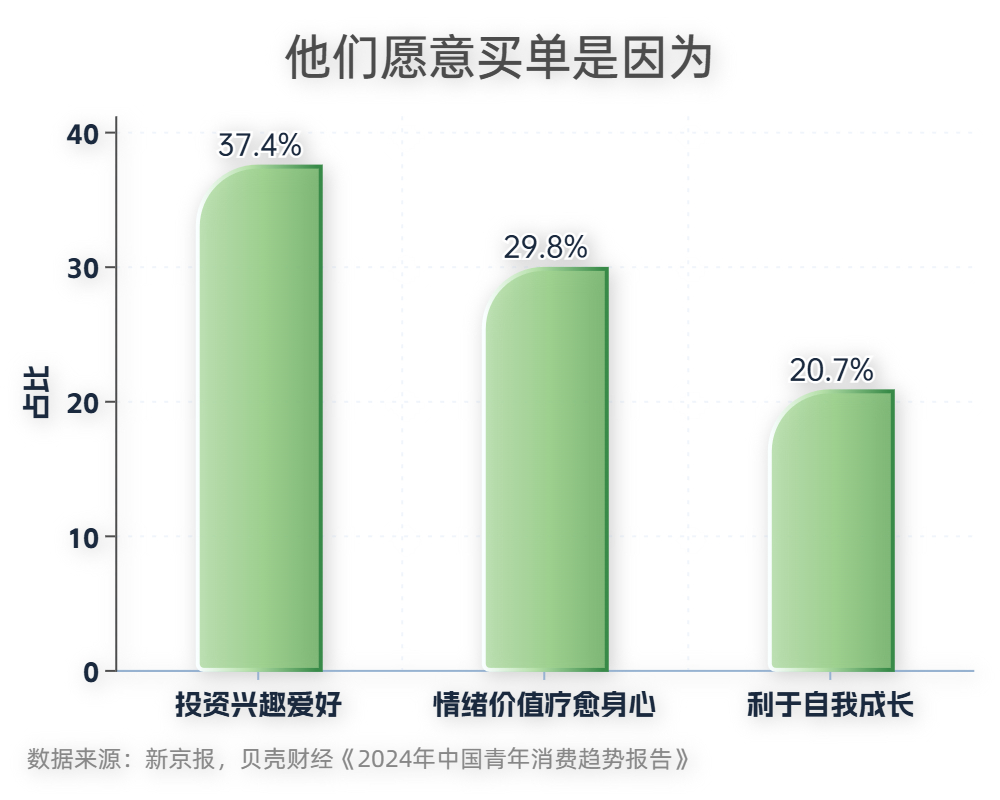 他们愿意买单是因为
占比
40
30
20
10
0
37.4%
29.8%
20.7%
投资兴趣爱好
情绪价值疗愈身心
利于自我成长
数据来源：新京报，贝壳财经《2024年中国青年消费趋势报告》